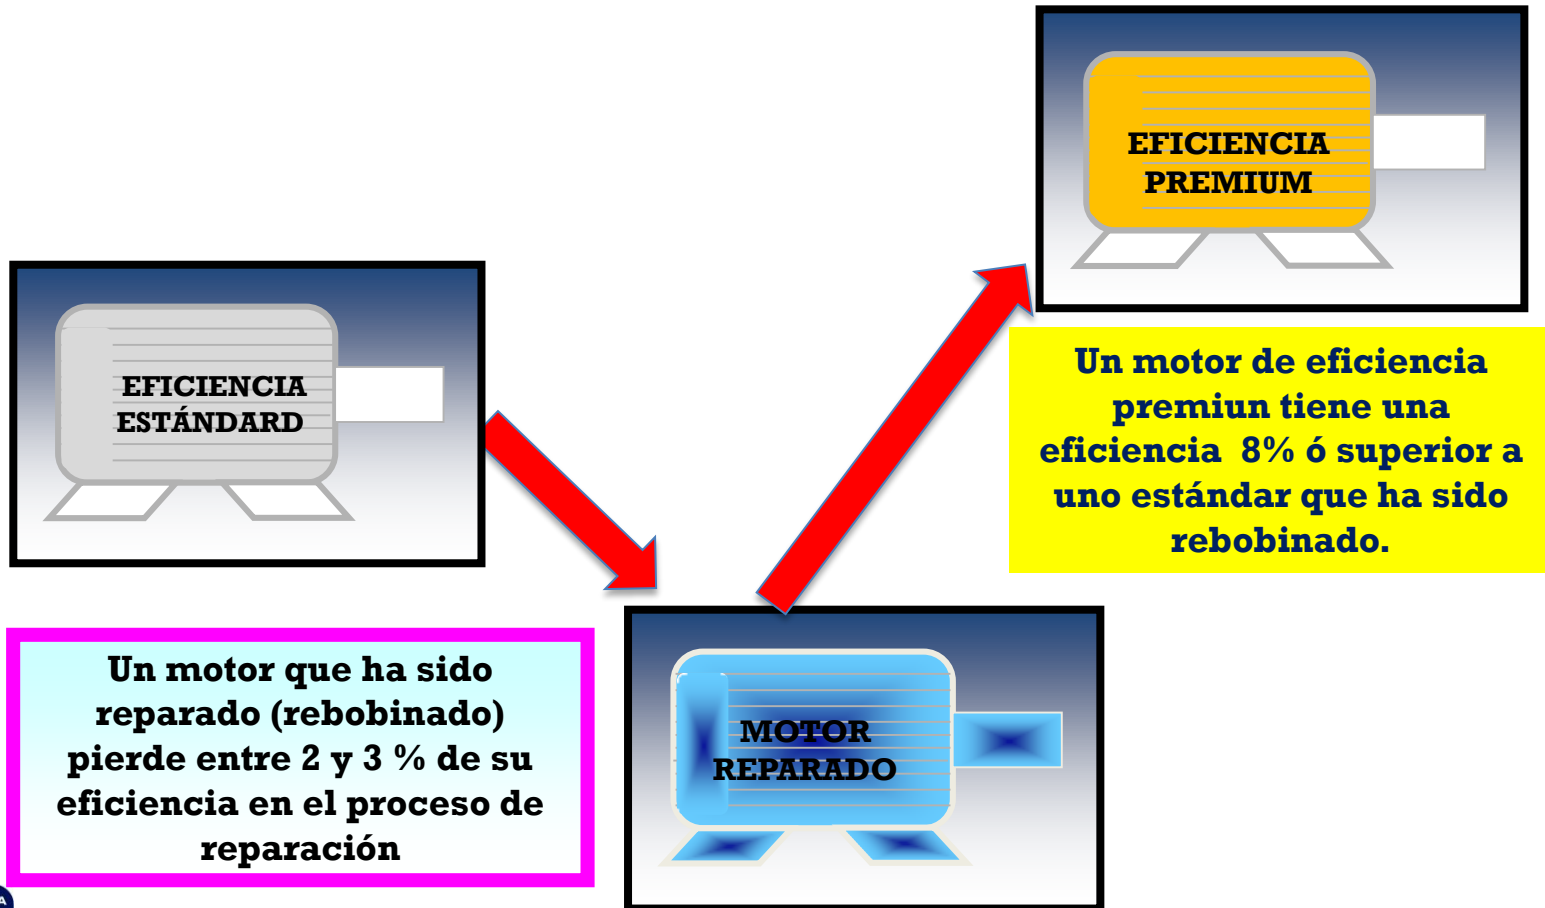 EFICIENCIA
ESTÁNDARD
Un motor que ha sido
reparado (rebobinado)
pierde entre 2 y 3 % de su
eficiencia en el proceso de
reparación
MOTOR
REPARADO
EFICIENCIA
PREMIUM
Un motor de eficiencia
premiun tiene una
eficiencia 8% ó superior a
uno estándar que ha sido
rebobinado.
A